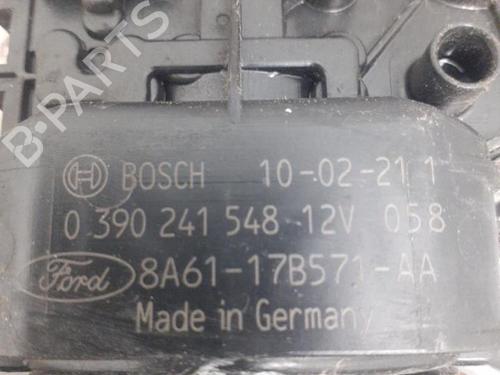 B-PARTS
BOSCH 10-02-21 1
0 390 241 548 12V 058
Ford 8A61-17B571-AA
Made in Germany
B-PARTS